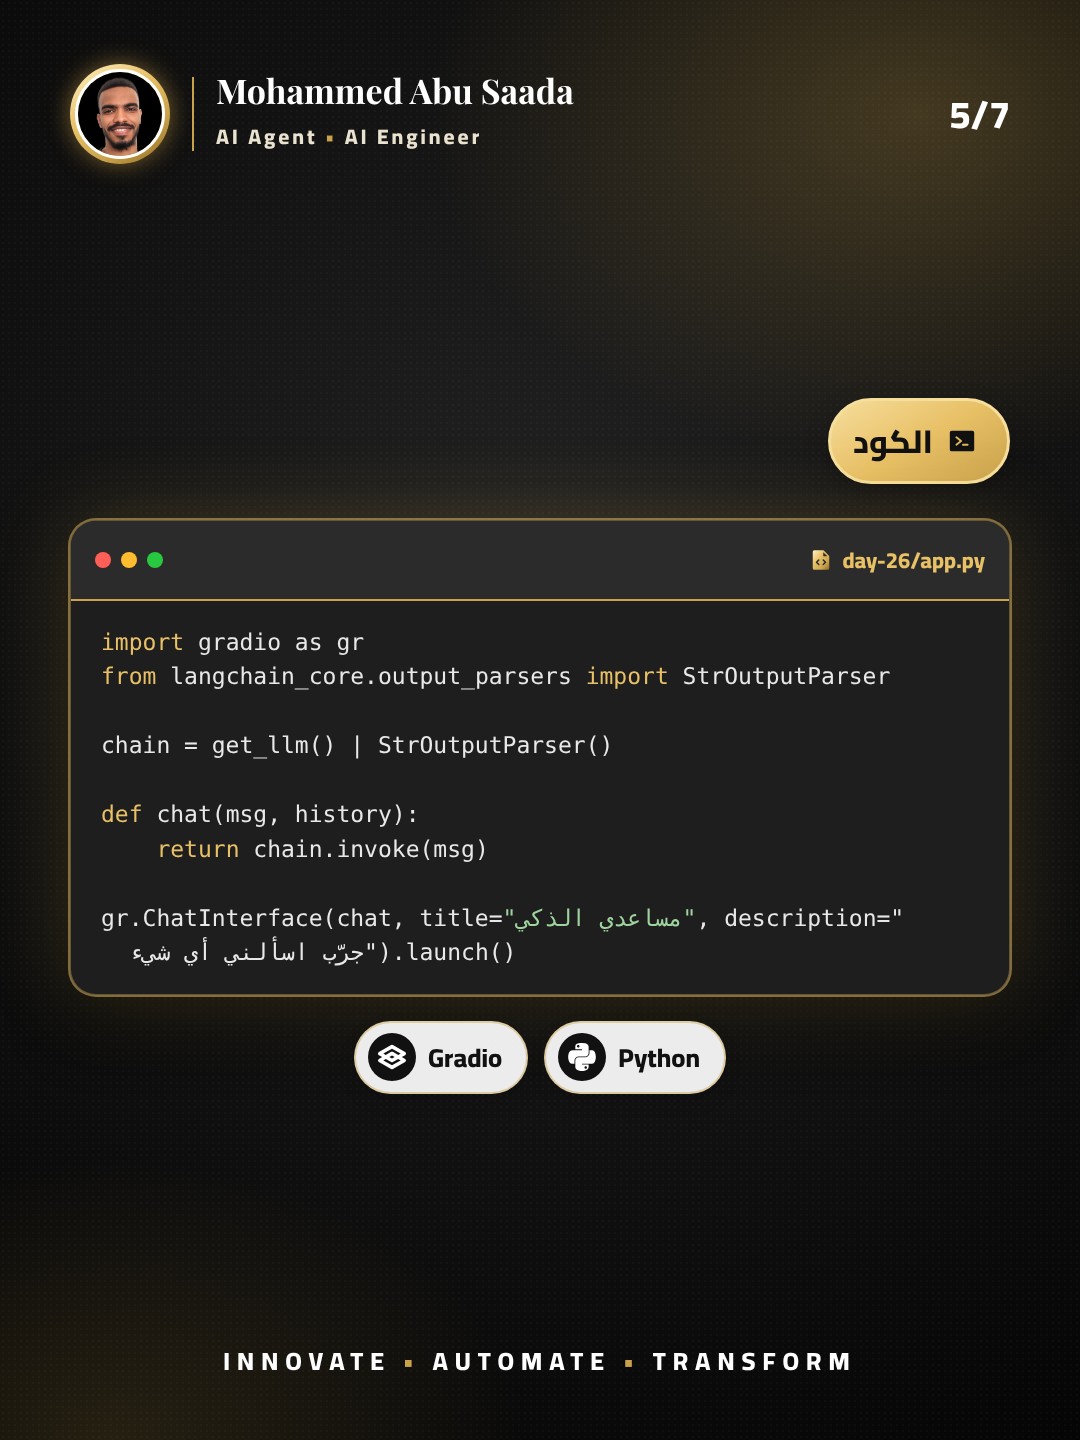 Mohammed Abu Saada
AI Agent ▪ AI Engineer
5/7
الكود
day-26/app.py
import gradio as gr
from langchain_core.output_parsers import StrOutputParser
chain = get_llm() | StrOutputParser()
def chat(msg, history):
    return chain.invoke(msg)
gr.ChatInterface(chat, title="مساعدي الذكي", description="
جرّب اسألني أي شيء").launch()
Gradio
Python
INNOVATE ▪ AUTOMATE ▪ TRANSFORM